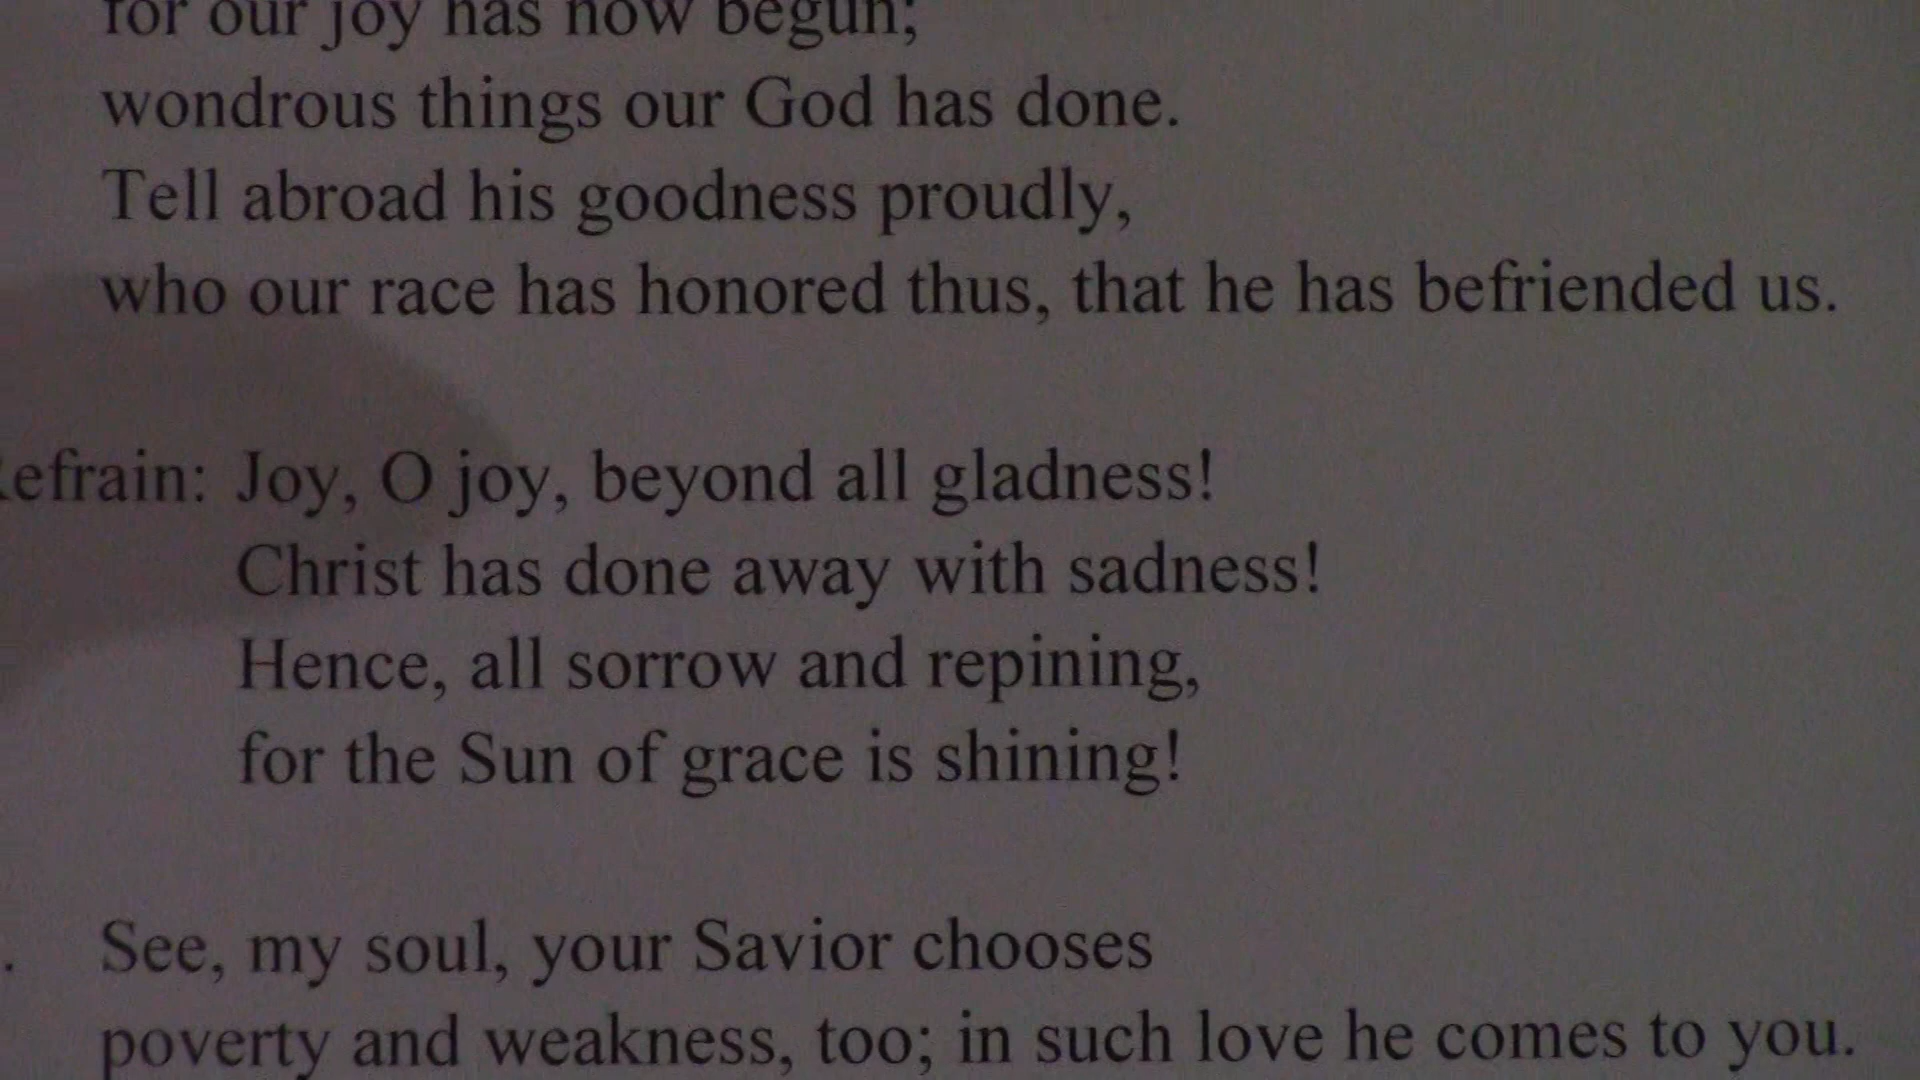 for our joy has now begun;
wondrous things our God has done.
Tell abroad his goodness proudly,
who our race has honored thus, that he has befriended us.
Refrain: Joy, O joy, beyond all gladness!
Christ has done away with sadness!
Hence, all sorrow and repining,
for the Sun of grace is shining!
. See, my soul, your Savior chooses
poverty and weakness, too; in such love he comes to you.